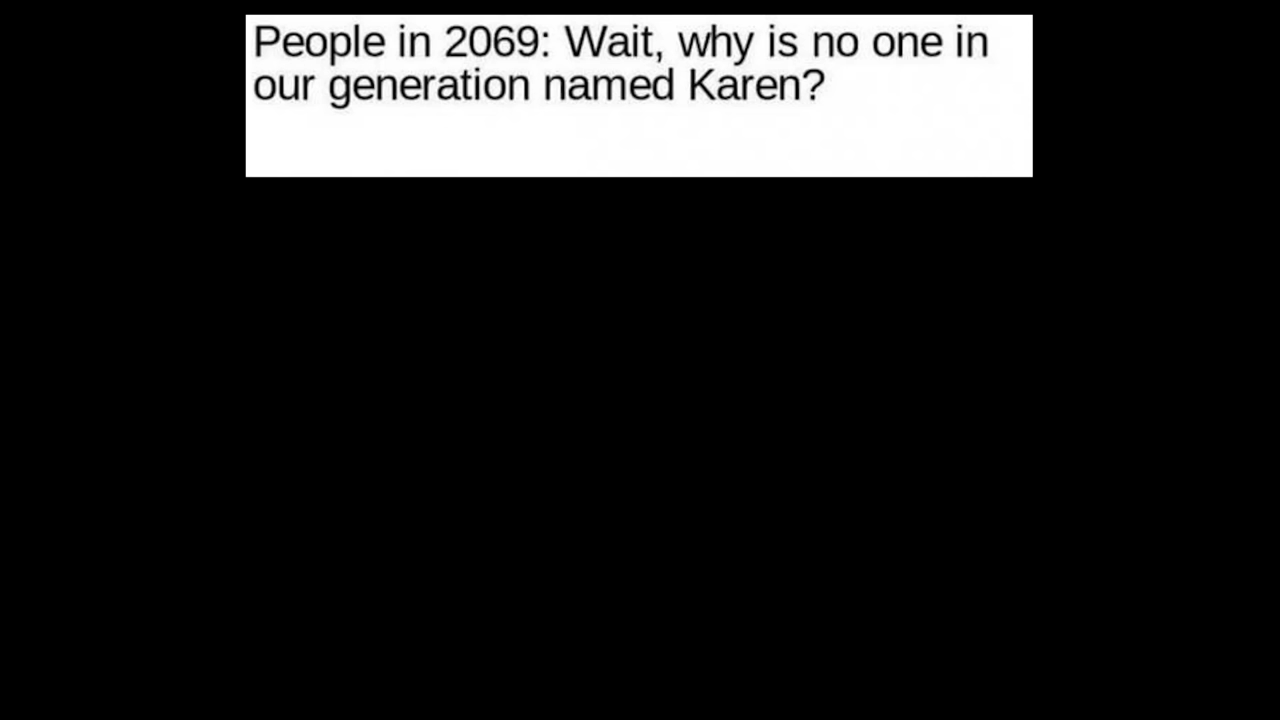 People in 2069: Wait, why is no one in
our generation named Karen?